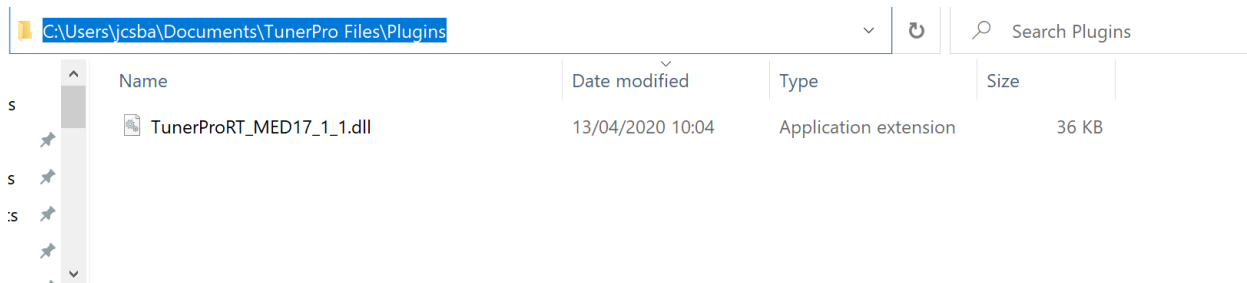 C:\Users\jcsba\Documents\TunerPro Files\Plugins Search Plugins
Name Date modified Type Size
s
TunerProRT_MED17_1_1.dll 13/04/2020 10:04 Application extension 36 KB
s
:s